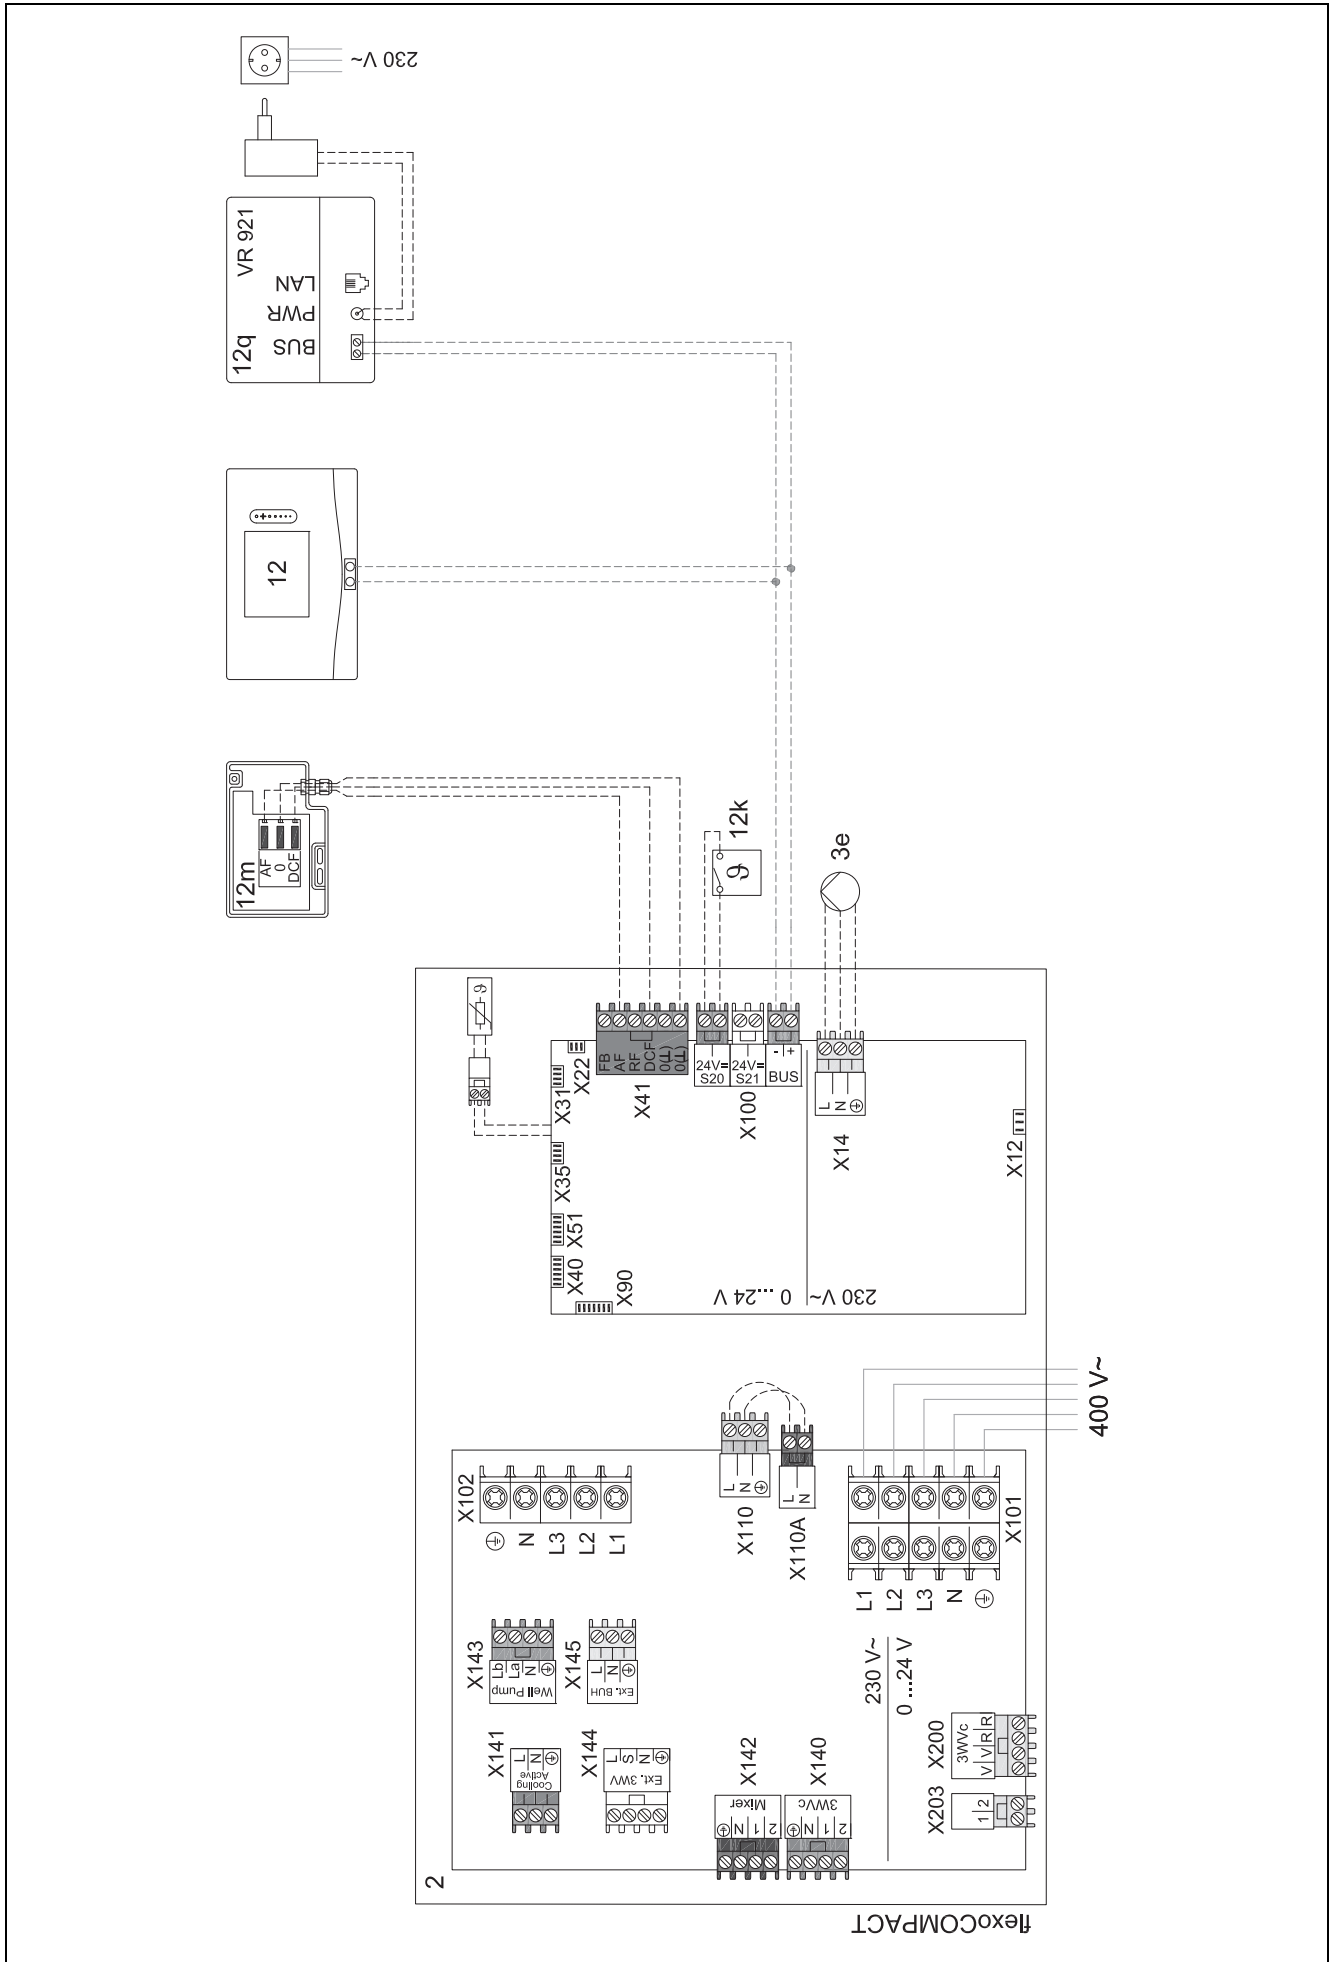 230 V~
VR 921
LAN
PWR
BUS
12q
12
12m
AF
0
DCF
12k
ϑ
3e
ϑ
FB
AF
RF
DCF
0(⊥)
0(⊥)
X41
24V=
S20
24V=
S21
X100
- +
BUS
L
N
X14
X12
X22
X31
X35
X51
X40
X90
0 ...24 V
230 V~
400 V~
X102
N
L3
L2
L1
L
N
X110
L
N
X110A
X101
L1
L2
L3
N
X143
Lb
La
N
Well Pump
X145
L
N
Ext. BUH
X141
L
N
Cooling
Active
X144
L
S
N
Ext. 3WV
X142
Mixer
N
1
2
X140
3WVc
N
1
2
230 V~
0 ...24 V
X200
3WVc
V V R R
X203
1 2
2
flexoCOMPACT